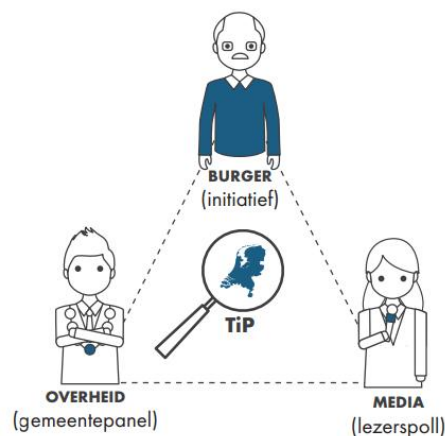 BURGER
(initiatief)
TiP
OVERHEID
(gemeentepanel)
MEDIA
(lezerspoll)